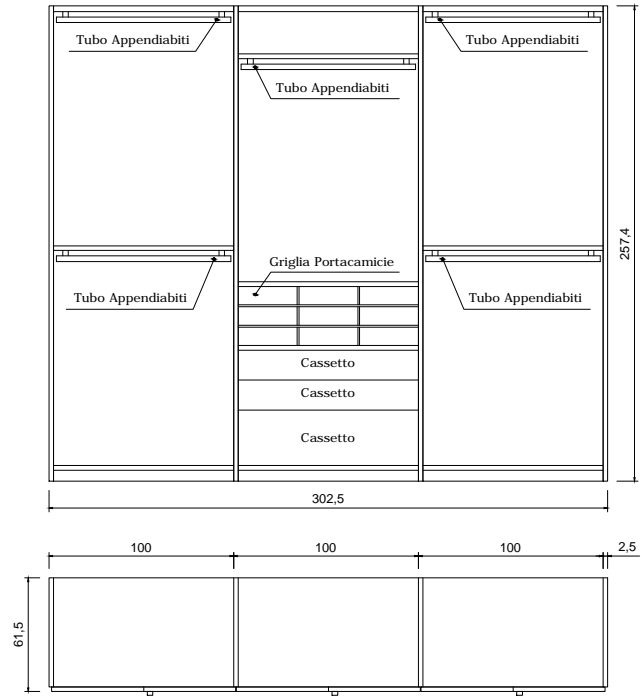 Tubo Appendiabiti
Tubo Appendiabiti
Tubo Appendiabiti
257,4
Griglia Portacamicie
Tubo Appendiabiti
Tubo Appendiabiti
Cassetto
Cassetto
Cassetto
302,5
100
100
100
2,5
61,5